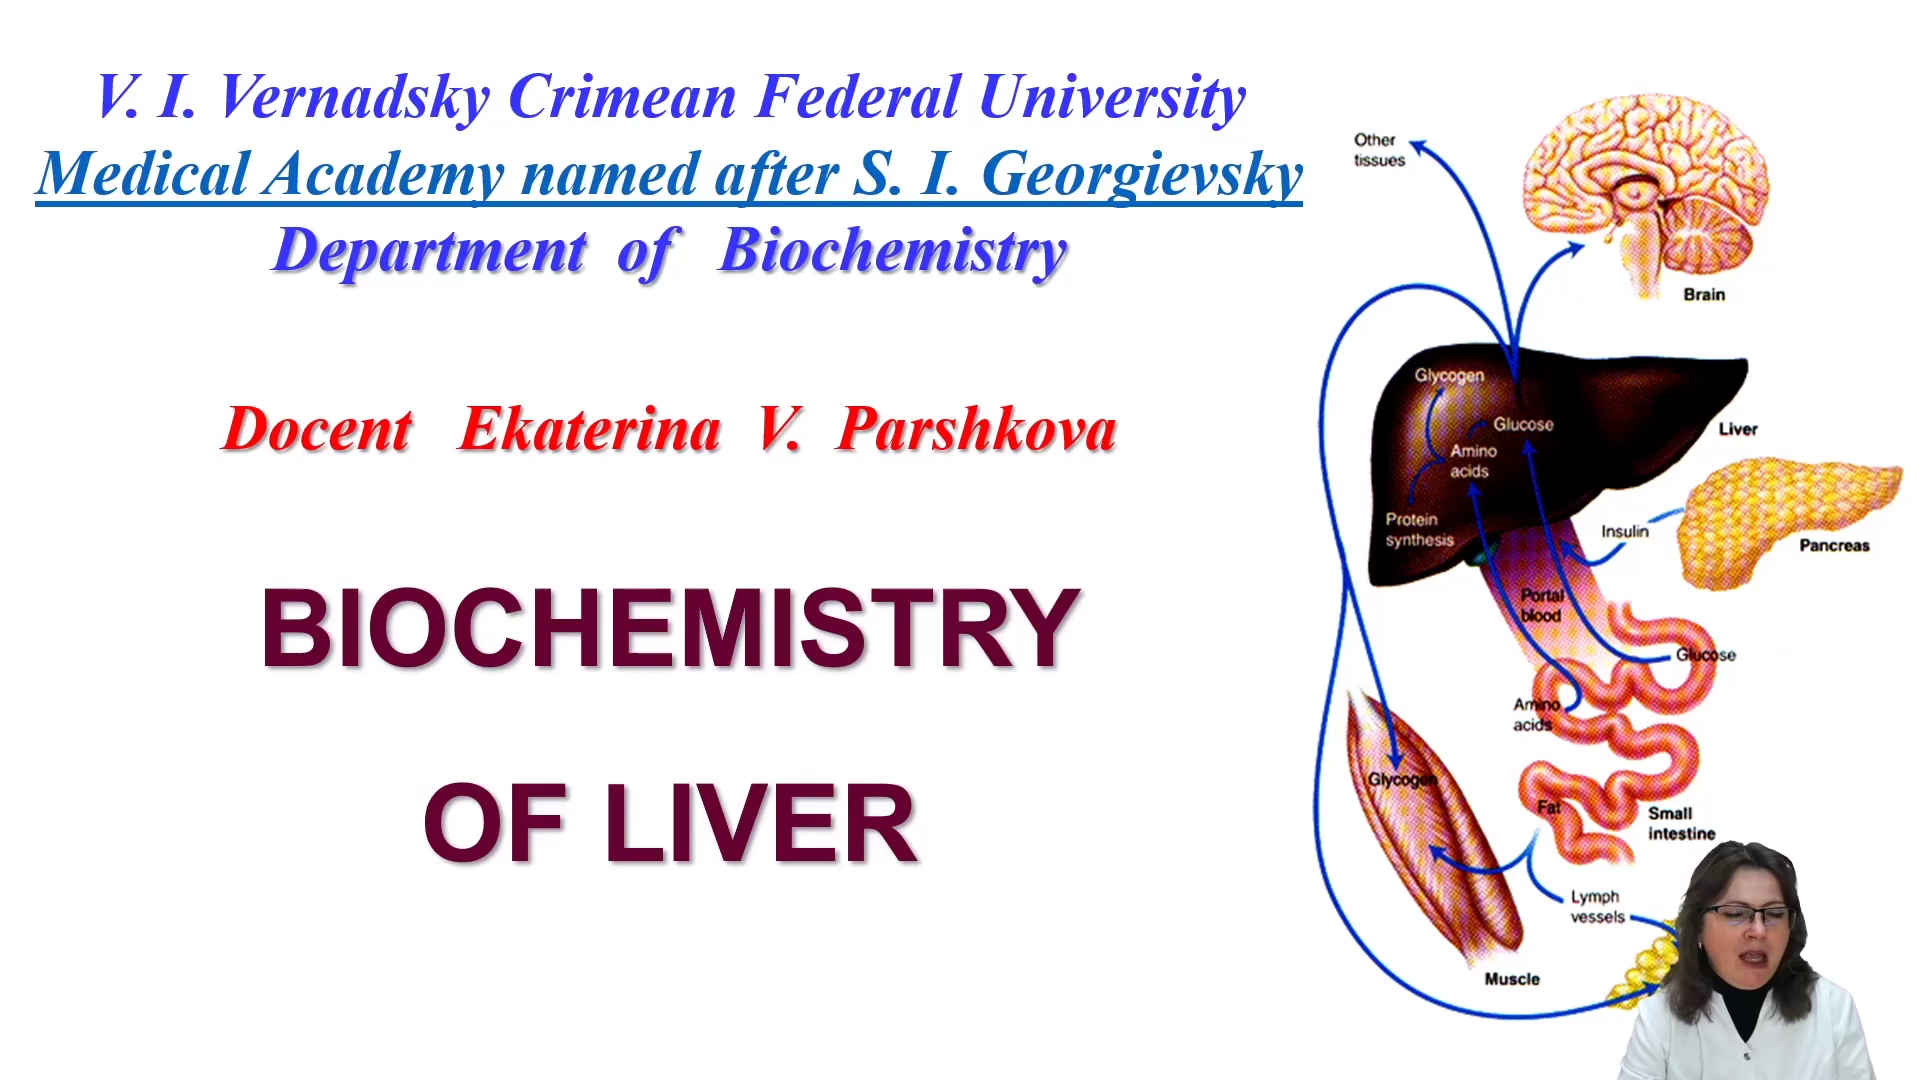 V. I. Vernadsky Crimean Federal University
Medical Academy named after S. I. Georgievsky
Department of Biochemistry
Docent Ekaterina V. Parshkova
BIOCHEMISTRY
OF LIVER
Other
tissues
Brain
Glycogen
Glucose
Liver
Amino
acids
Protein
synthesis
Insulin
Pancreas
Portal
blood
Glucose
Amino
acids
Glycogen
Fat
Small
intestine
Lymph
vessels
Muscle